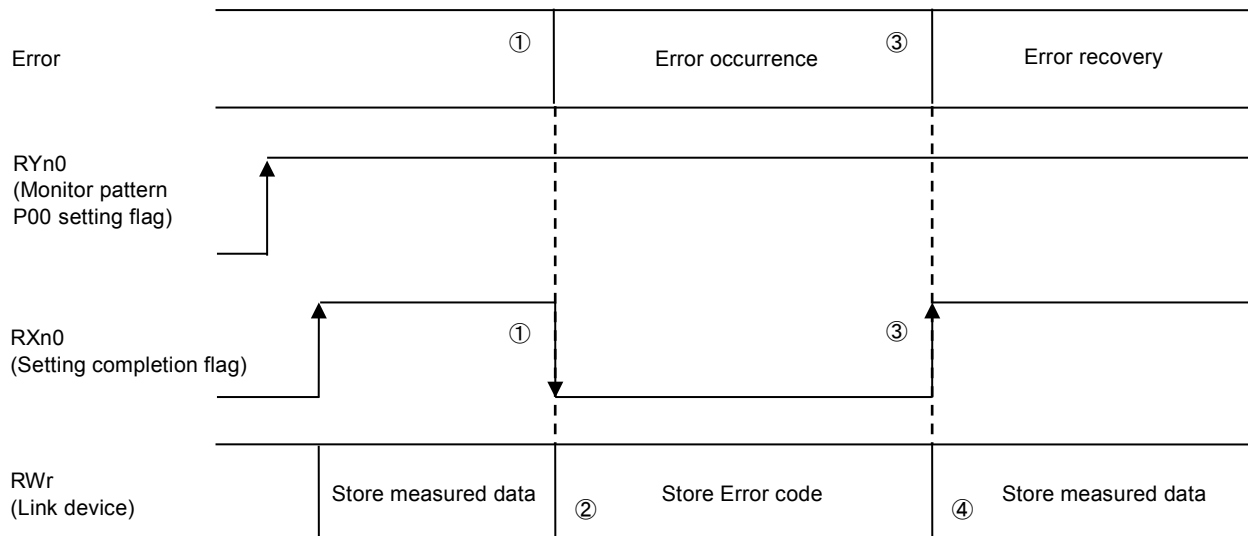 Error
①
Error occurrence
③
Error recovery
RYn0
(Monitor pattern
P00 setting flag)
RXn0
(Setting completion flag)
①
③
RWr
(Link device)
Store measured data
②
Store Error code
④
Store measured data